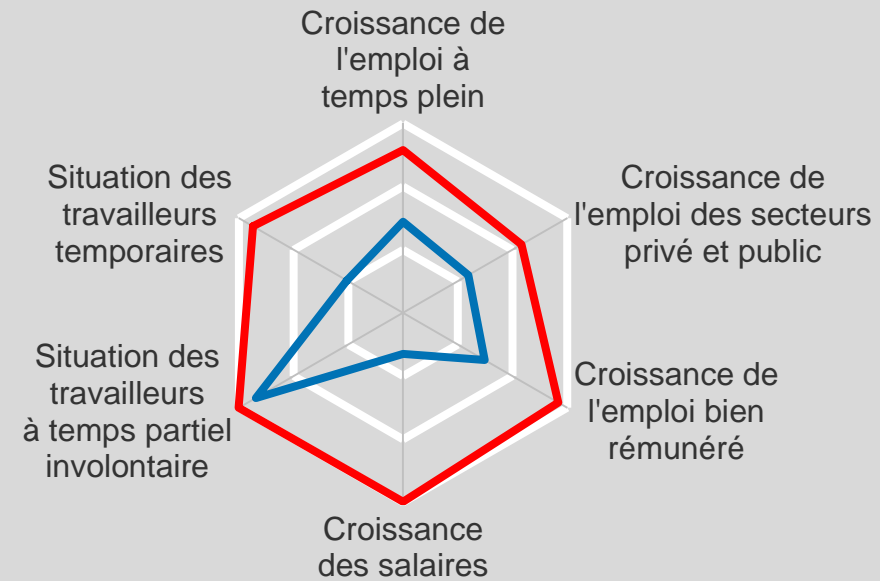 Croissance de
l'emploi à
temps plein
Croissance de
l'emploi des secteurs
privé et public
Croissance de
l'emploi bien
rémunéré
Croissance
des salaires
Situation des
travailleurs
à temps partiel
involontaire
Situation des
travailleurs
temporaires